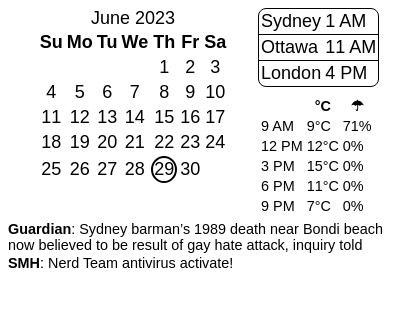 June 2023
Su Mo Tu We Th Fr Sa
1 2 3
4 5 6 7 8 9 10
11 12 13 14 15 16 17
18 19 20 21 22 23 24
25 26 27 28 29 30
Sydney 1 AM
Ottawa 11 AM
London 4 PM
°C ☂
9 AM 9°C 71%
12 PM 12°C 0%
3 PM 15°C 0%
6 PM 11°C 0%
9 PM 7°C 0%
Guardian: Sydney barman’s 1989 death near Bondi beach
now believed to be result of gay hate attack, inquiry told
SMH: Nerd Team antivirus activate!